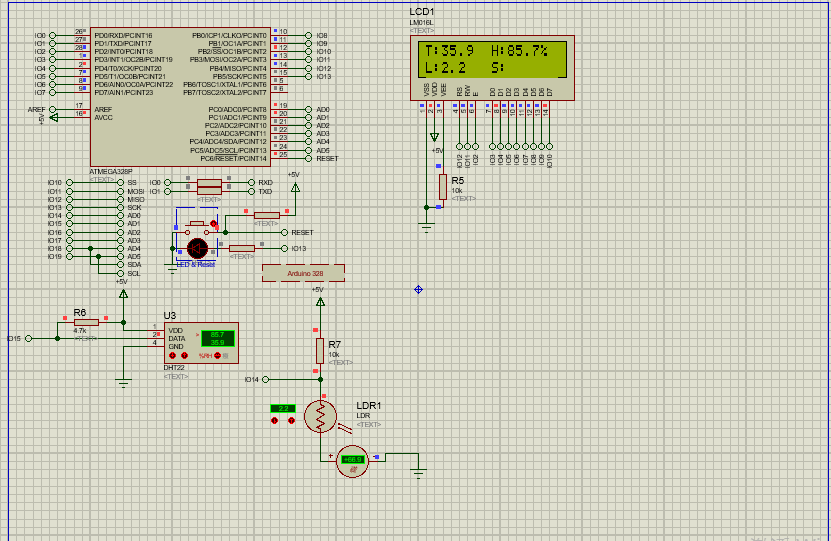 IO0 26 PD0/RXD/PCINT16 PB0/ICP1/CLKO/PCINT0 10 IO8
IO1 27 PD1/TXD/PCINT17 PB1/OC1A/PCINT1 11 IO9
IO2 28 PD2/INT0/PCINT18 PB2/SS/OC1B/PCINT2 12 IO10
IO3 1 PD3/INT1/OC2B/PCINT19 PB3/MOSI/OC2A/PCINT3 13 IO11
IO4 2 PD4/T0/XCK/PCINT20 PB4/MISO/PCINT4 14 IO12
IO5 7 PD5/T1/OC0B/PCINT21 PB5/SCK/PCINT5 15 IO13
IO6 8 PD6/AIN0/OC0A/PCINT22 PB6/TOSC1/XTAL1/PCINT6 5
IO7 9 PD7/AIN1/PCINT23 PB7/TOSC2/XTAL2/PCINT7 6
AREF 17 AREF PC0/ADC0/PCINT8 19 AD0
+5V 16 AVCC PC1/ADC1/PCINT9 20 AD1
PC2/ADC2/PCINT10 21 AD2
PC3/ADC3/PCINT11 22 AD3
PC4/ADC4/SDA/PCINT12 23 AD4
PC5/ADC5/SCL/PCINT13 24 AD5
PC6/RESET/PCINT14 25 RESET
ATMEGA328P
<TEXT>
LCD1
LM016L
<TEXT>
T:35.9 H:85.7%
L:2.2 S:
VSS VDD VEE RS RW E D0 D1 D2 D3 D4 D5 D6 D7
1 2 3 4 5 6 7 8 9 10 11 12 13 14
+5V
IO12 IO11 IO2 IO3 IO4 IO5 IO6 IO7 IO8 IO9 IO10
R5
10k
<TEXT>
IO10 SS
IO11 MOSI
IO12 MISO
IO13 SCK
IO14 AD0
IO15 AD1
IO16 AD2
IO17 AD3
IO18 AD4
IO19 AD5
SDA
SCL
IO0 RXD
IO1 TXD
<TEXT>
+5V
<TEXT>
RESET
IO13
<TEXT>
LED & Reset
Arduino 328
+5V
R6
4.7k
<TEXT>
IO15
U3
1 VDD
2 DATA
4 GND
85.7
35.9
%RH
DHT22
<TEXT>
+5V
R7
10k
<TEXT>
IO14
2.2
LDR1
LDR
<TEXT>
+66.9